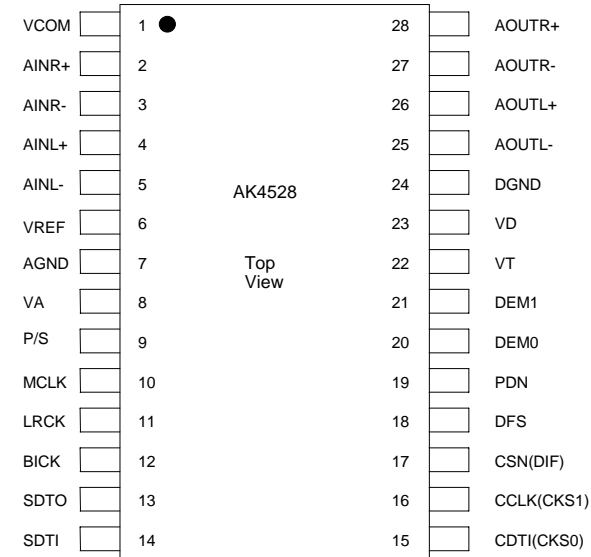 VCOM 1 28 AOUTR+
AINR+ 2 27 AOUTR-
AINR- 3 26 AOUTL+
AINL+ 4 25 AOUTL-
AINL- 5 24 DGND
AK4528
VREF 6 23 VD
AGND 7 Top 22 VT
View
VA 8 21 DEM1
P/S 9 20 DEM0
MCLK 10 19 PDN
LRCK 11 18 DFS
BICK 12 17 CSN(DIF)
SDTO 13 16 CCLK(CKS1)
SDTI 14 15 CDTI(CKS0)